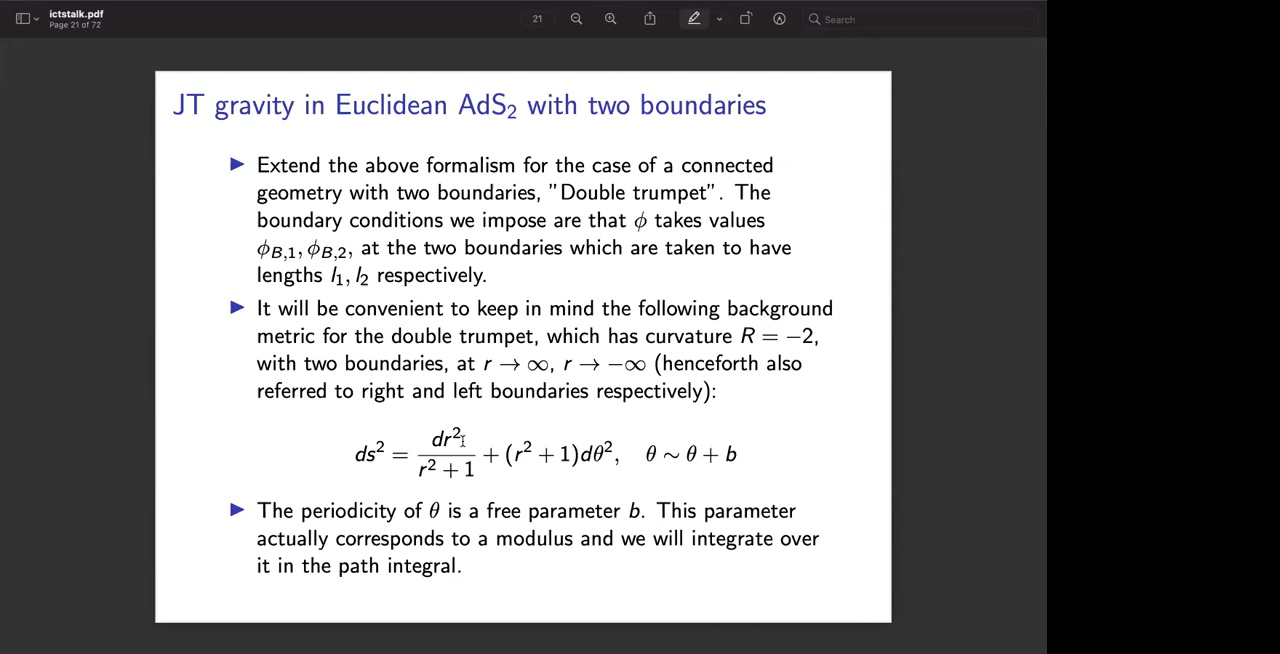 ictstalk.pdf
Page 21 of 72
21
Search
JT gravity in Euclidean AdS₂ with two boundaries
▶ Extend the above formalism for the case of a connected
geometry with two boundaries, "Double trumpet". The
boundary conditions we impose are that ϕ takes values
ϕ_{B,1}, ϕ_{B,2}, at the two boundaries which are taken to have
lengths l₁, l₂ respectively.
▶ It will be convenient to keep in mind the following background
metric for the double trumpet, which has curvature R = −2,
with two boundaries, at r → ∞, r → −∞ (henceforth also
referred to right and left boundaries respectively):
ds² = dr²/(r² + 1) + (r² + 1)dθ², θ ∼ θ + b
▶ The periodicity of θ is a free parameter b. This parameter
actually corresponds to a modulus and we will integrate over
it in the path integral.